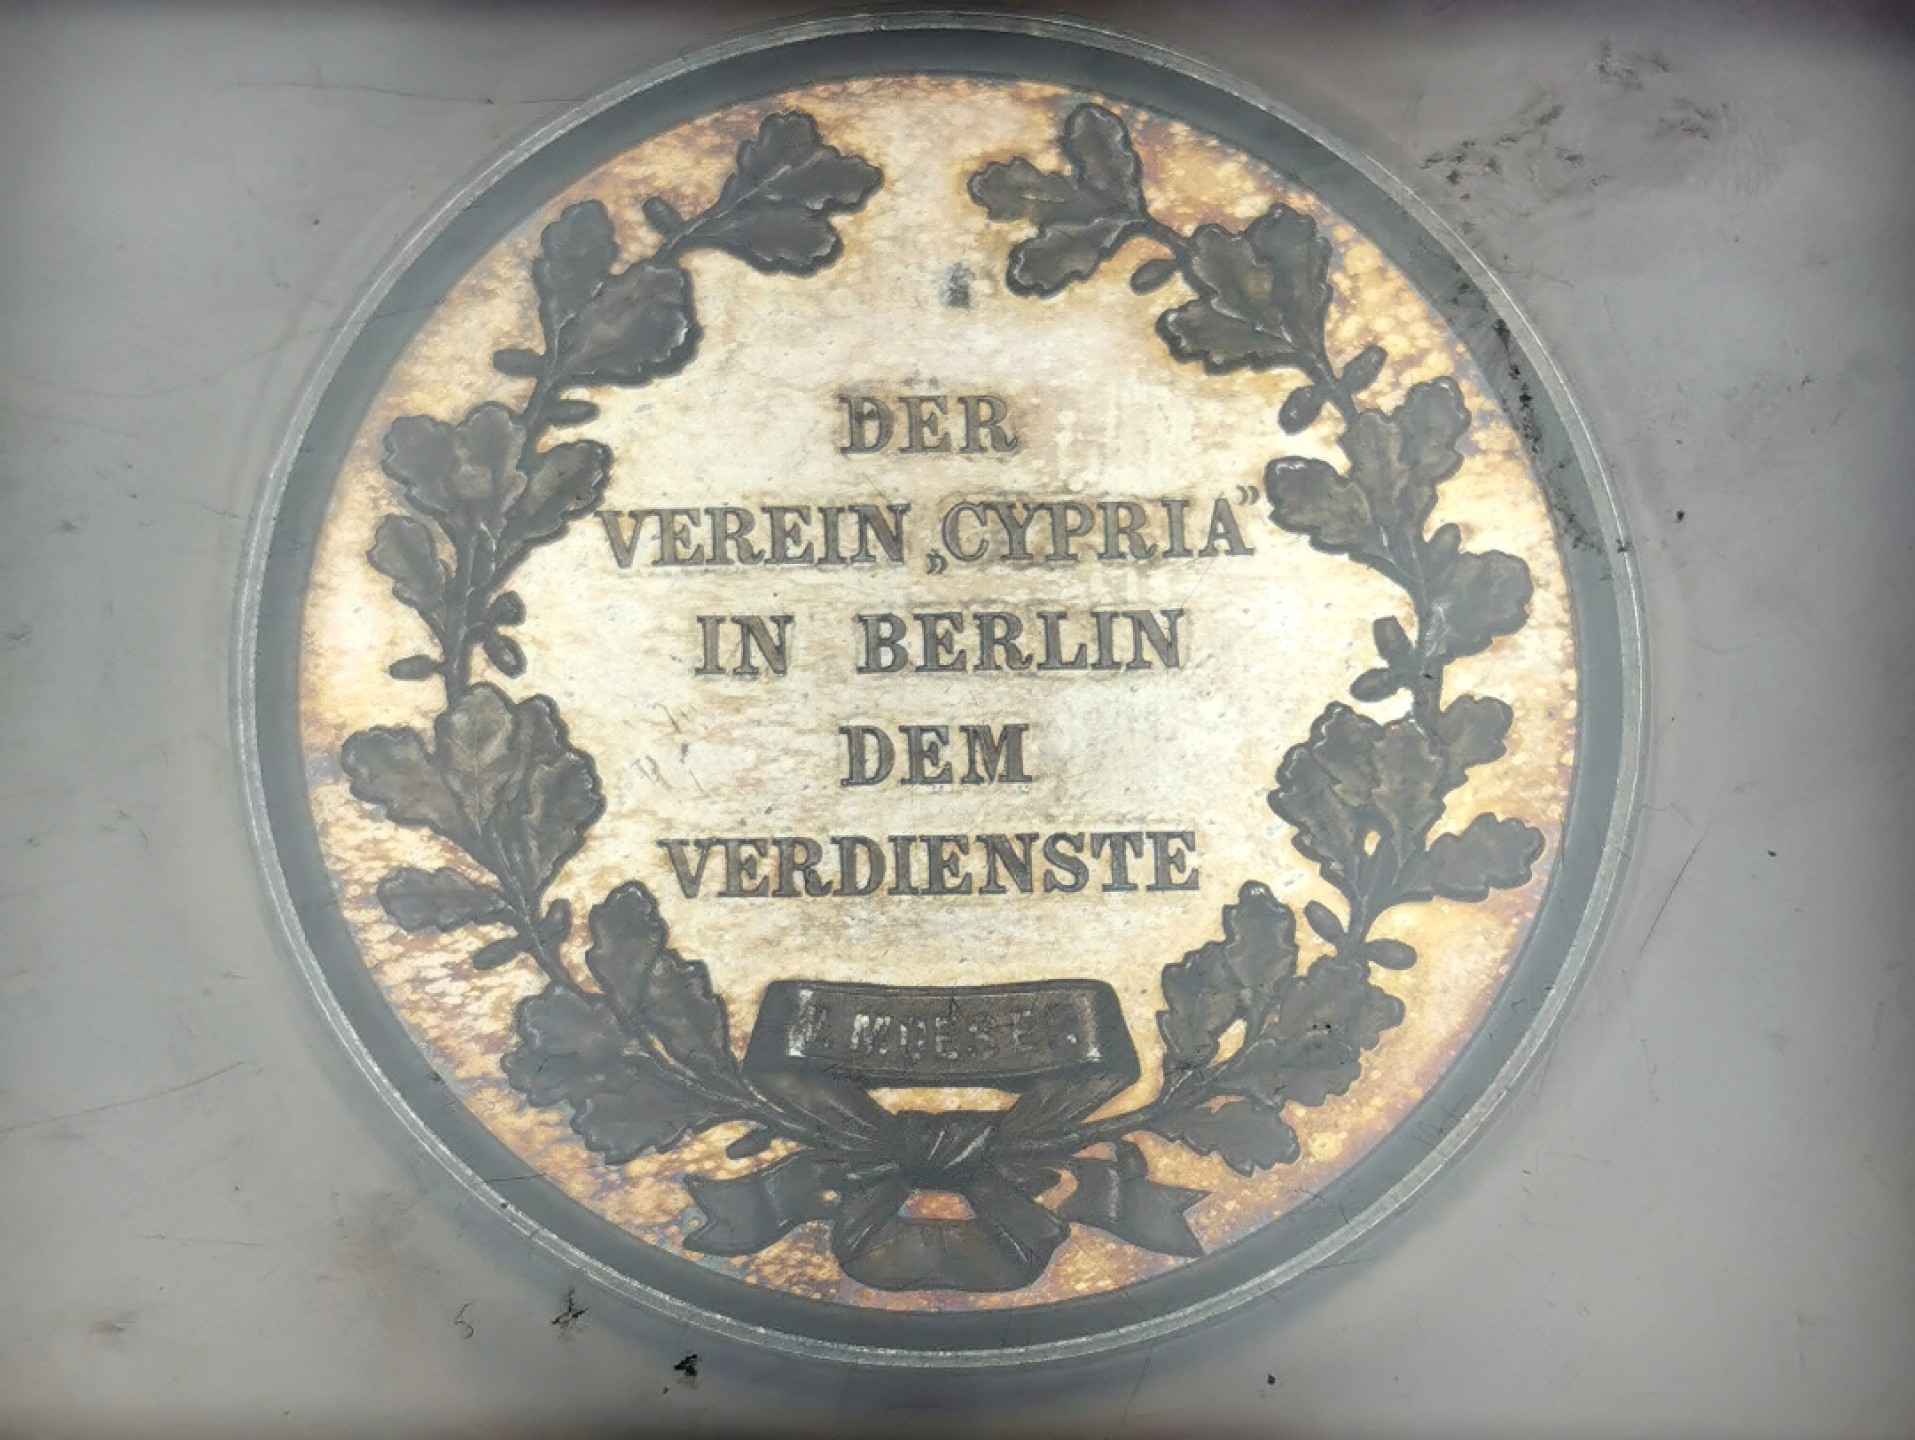 DER
VEREIN „CYPRIA”
IN BERLIN
DEM
VERDIENSTE